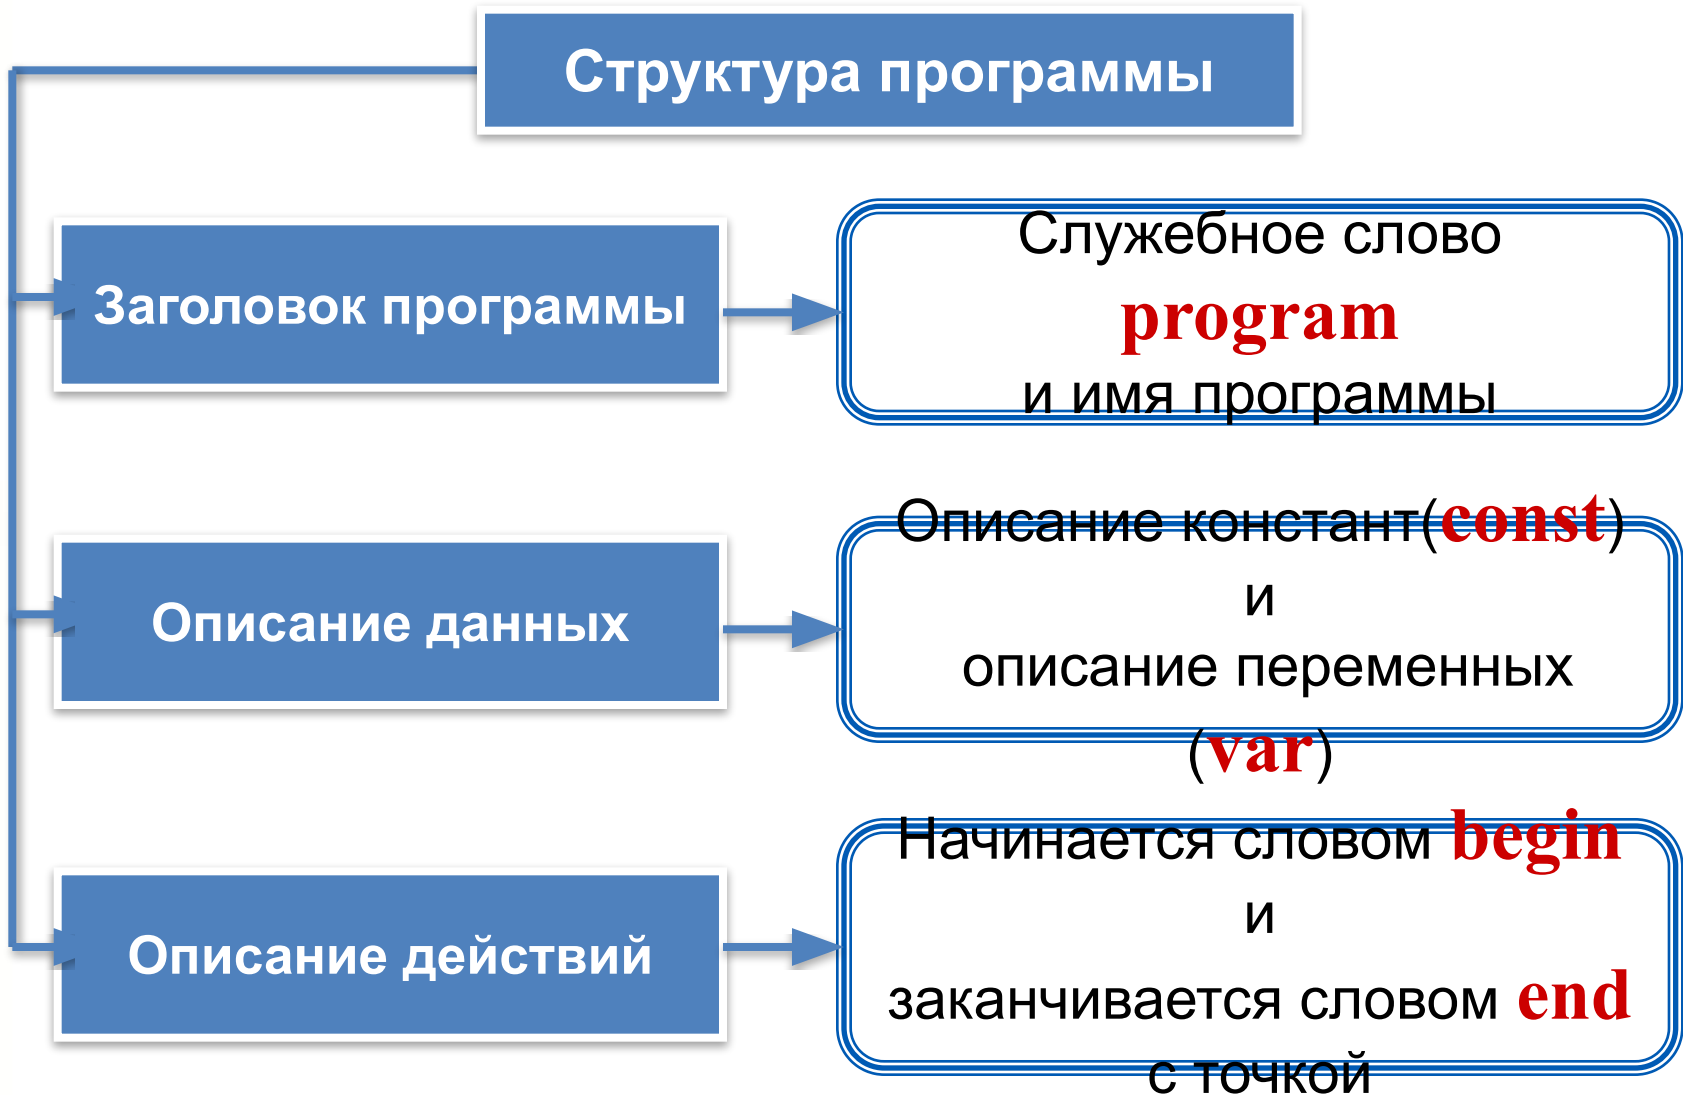 Структура программы
Заголовок программы
Служебное слово
program
и имя программы
Описание данных
Описание констант(const)
и
описание переменных
(var)
Описание действий
Начинается словом begin
и
заканчивается словом end
с точкой